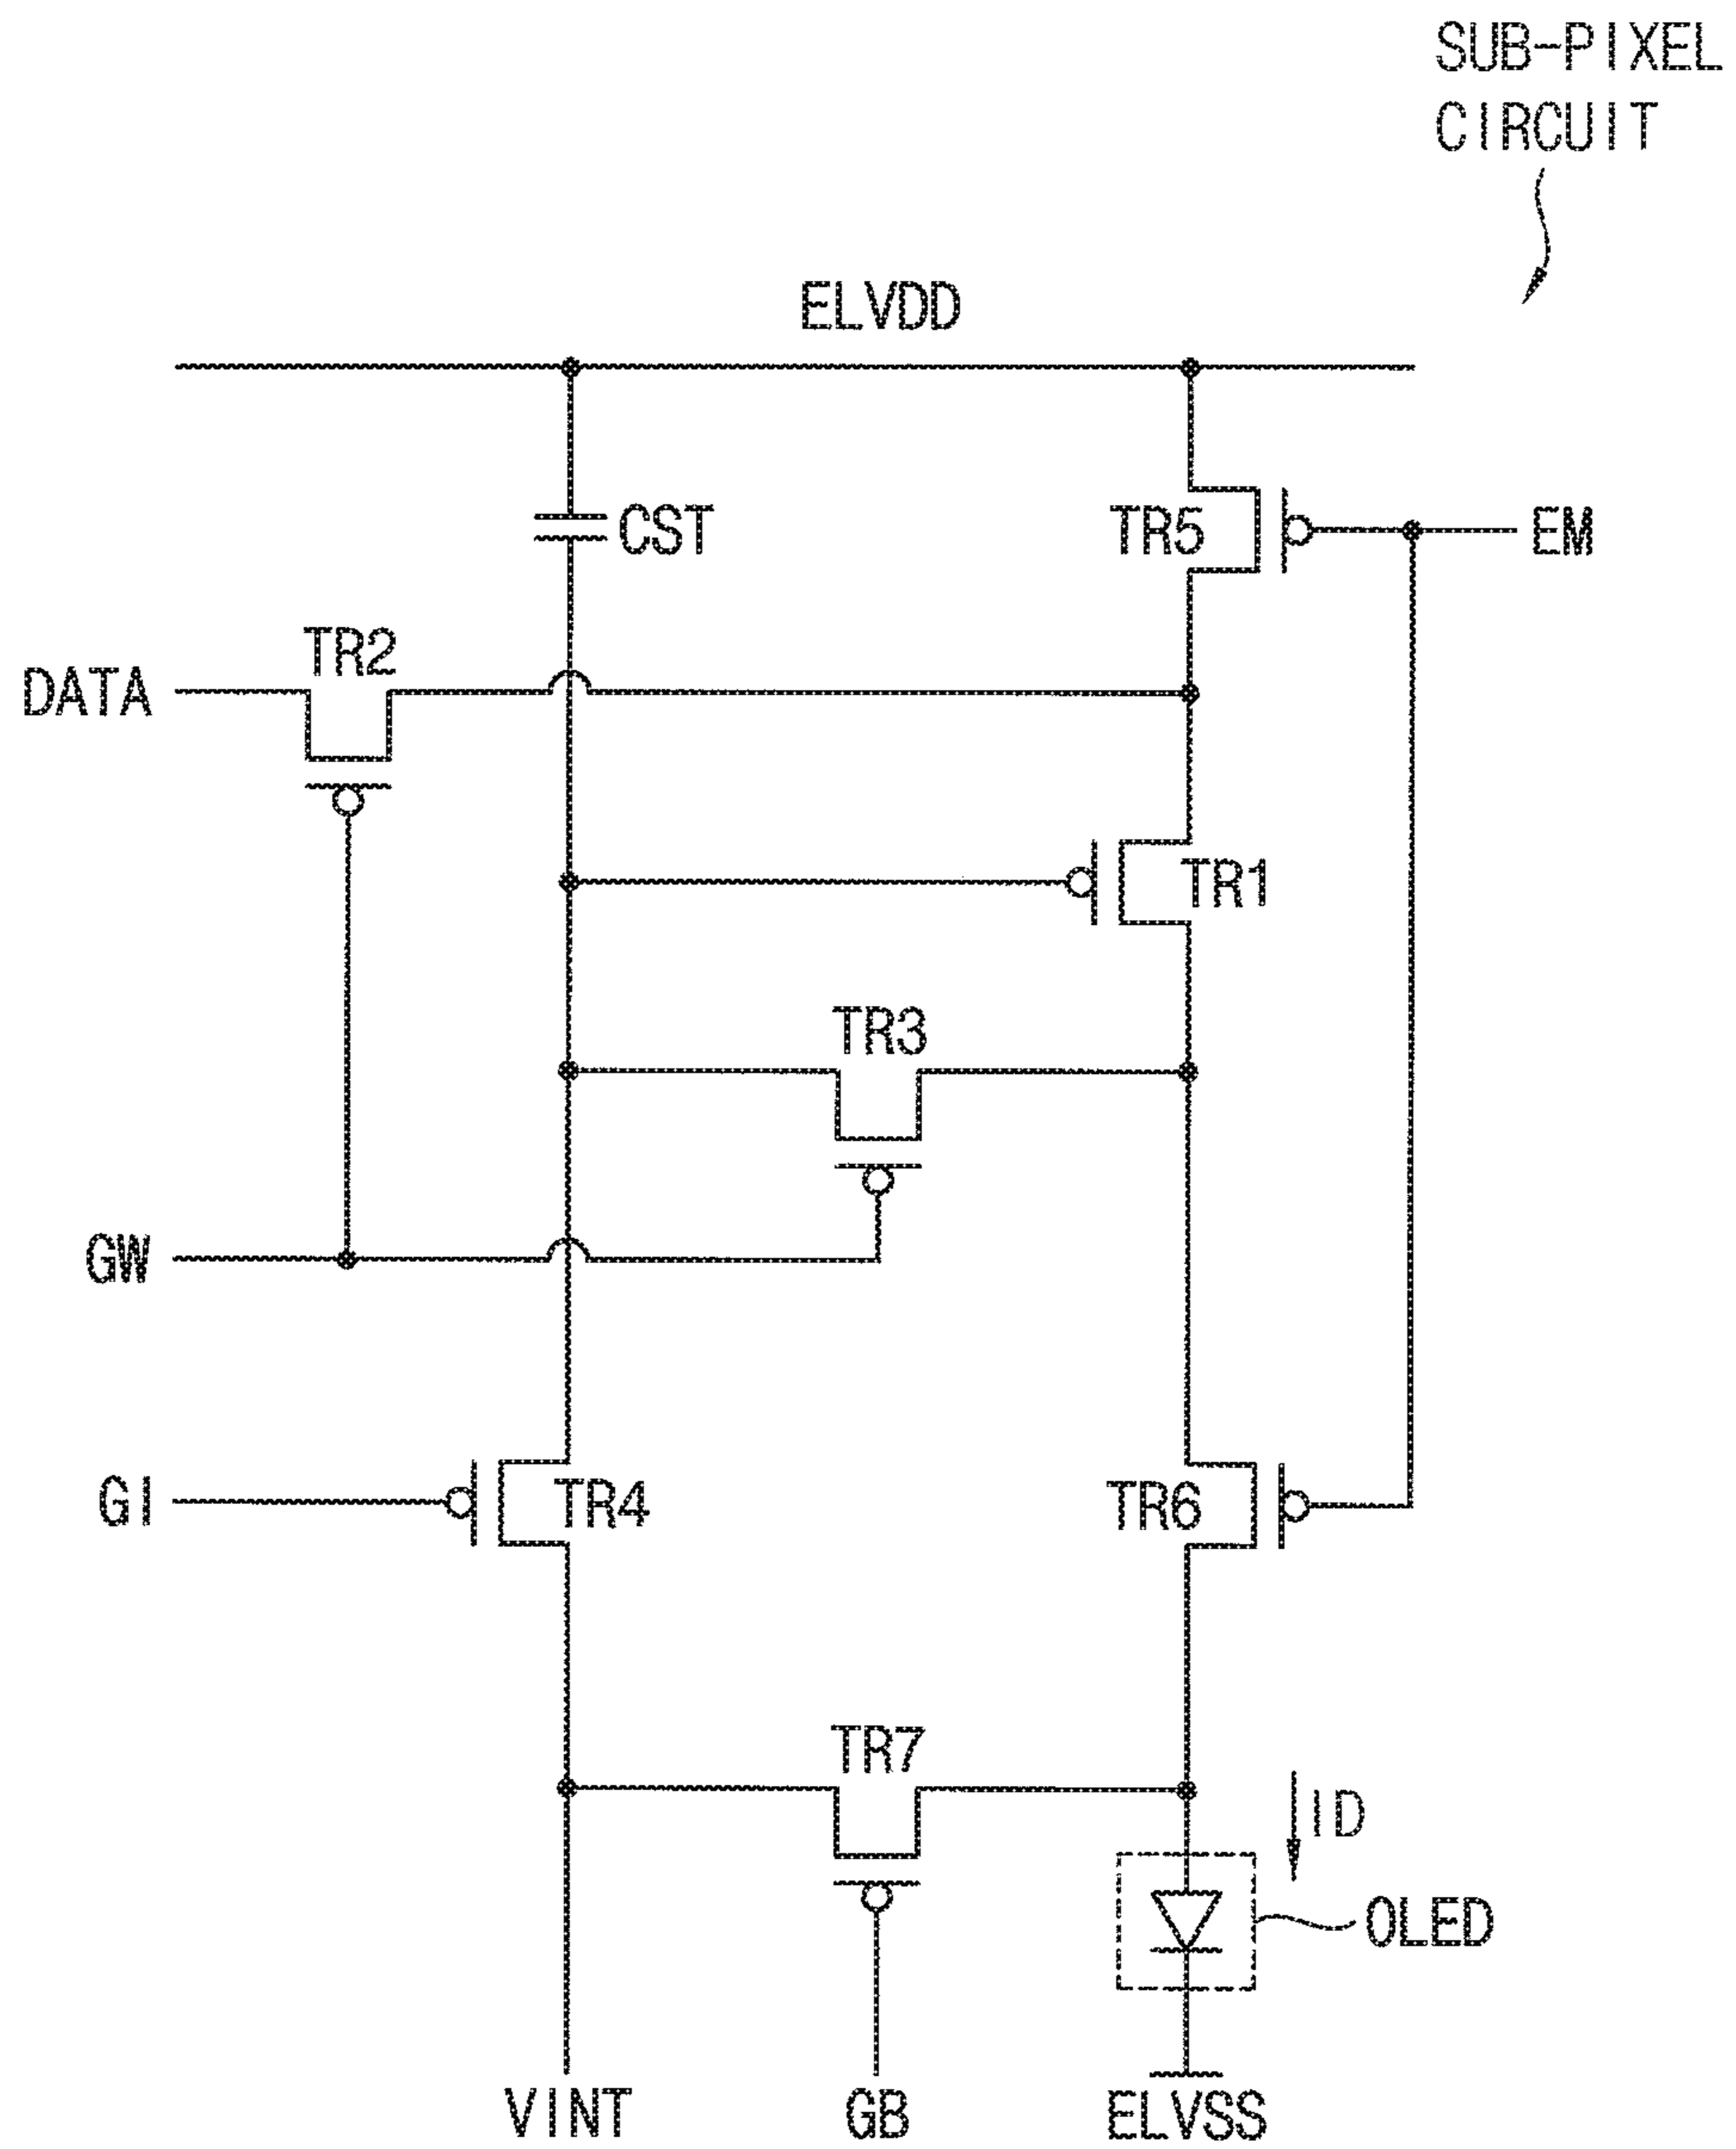 SUB-PIXEL
CIRCUIT
ELVDD
CST
TR5
EM
TR2
DATA
TR1
TR3
GW
GI
TR4
TR6
TR7
ID
OLED
VINT
GB
ELVSS